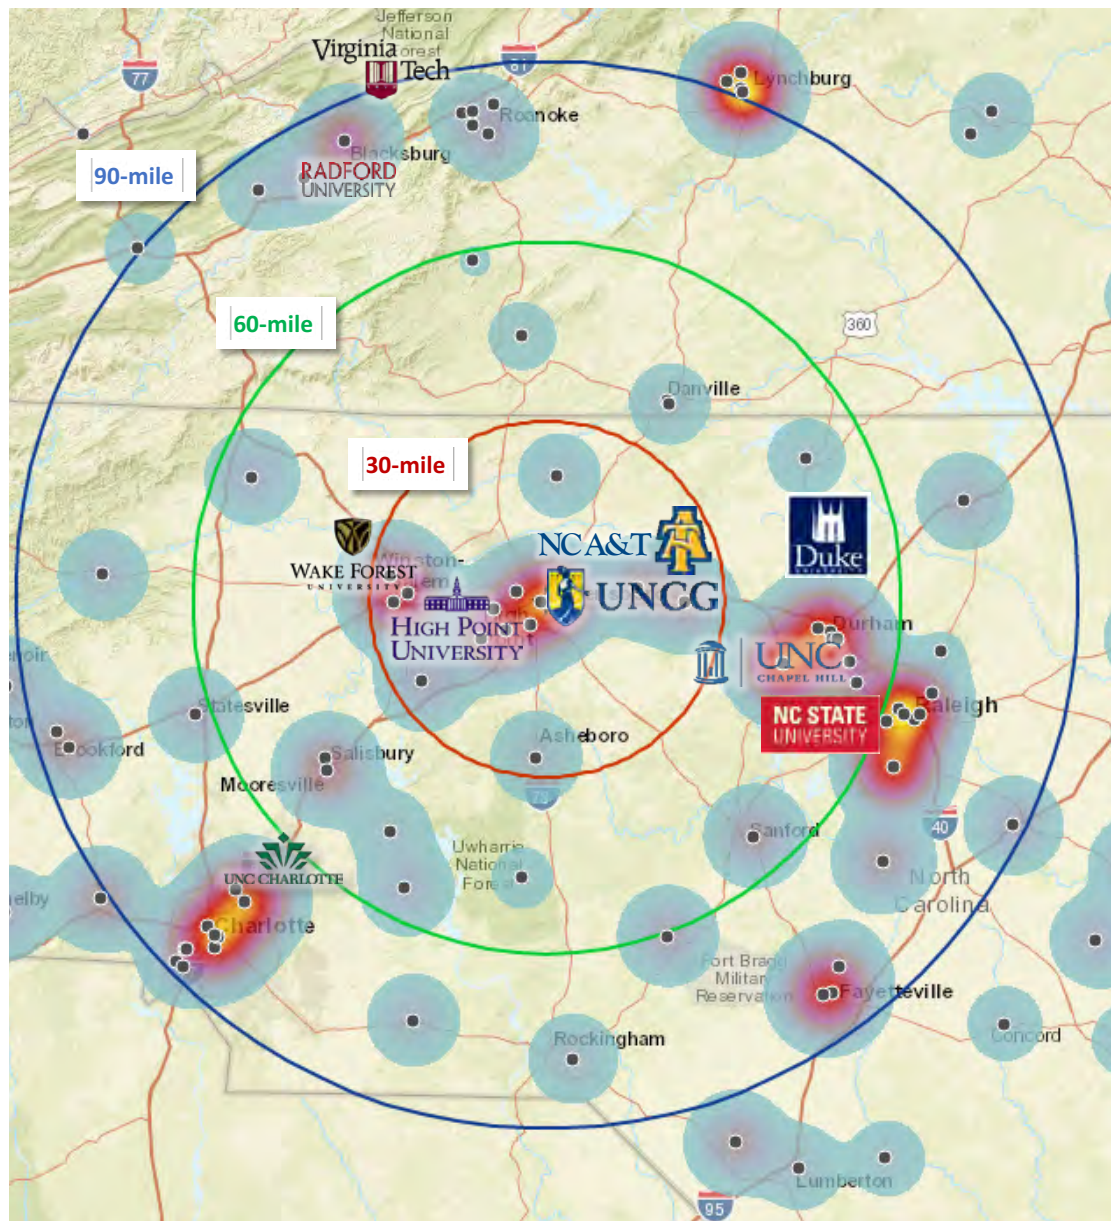 Jefferson
National
Forest
Virginia
Tech
77
81
Lynchburg
Roanoke
Blacksburg
90-mile
RADFORD
UNIVERSITY
60-mile
360
Danville
30-mile
NC A&T
Duke
UNIVERSITY
Winston-
Salem
WAKE FOREST
UNIVERSITY
UNCG
HIGH POINT
UNIVERSITY
Durham
UNC
CHAPEL HILL
NC STATE
UNIVERSITY
Raleigh
Statesville
Asheboro
Brookford
Salisbury
Mooresville
73
40
Sanford
Uwharrie
National
Forest
UNC CHARLOTTE
North
Carolina
Charlotte
Fort Bragg
Military
Reservation
Fayetteville
Rockingham
Concord
Lumberton
95